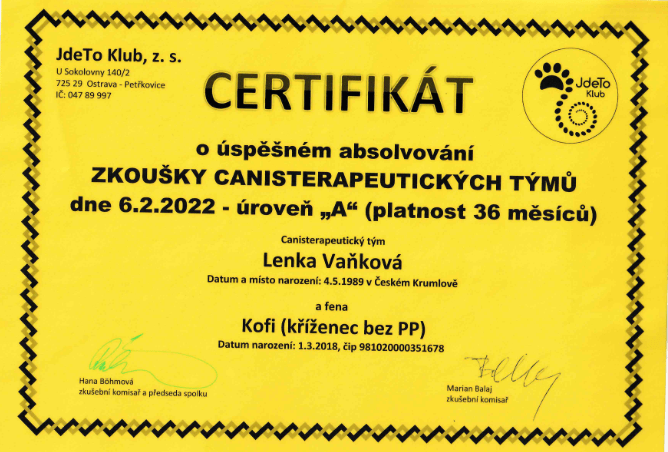 JdeTo Klub, z. s.
U Sokolovny 140/2
725 29 Ostrava - Petřkovice
IČ: 047 89 997
JdeTo
Klub
CERTIFIKÁT
o úspěšném absolvování
ZKOUŠKY CANISTERAPEUTICKÝCH TÝMŮ
dne 6.2.2022 - úroveň „A“ (platnost 36 měsíců)
Canisterapeutický tým
Lenka Vaňková
Datum a místo narození: 4.5.1989 v Českém Krumlově
a fena
Kofi (kříženec bez PP)
Datum narození: 1.3.2018, čip 981020000351678
Hana Böhmová
zkušební komisař a předseda spolku
Marian Balaj
zkušební komisař